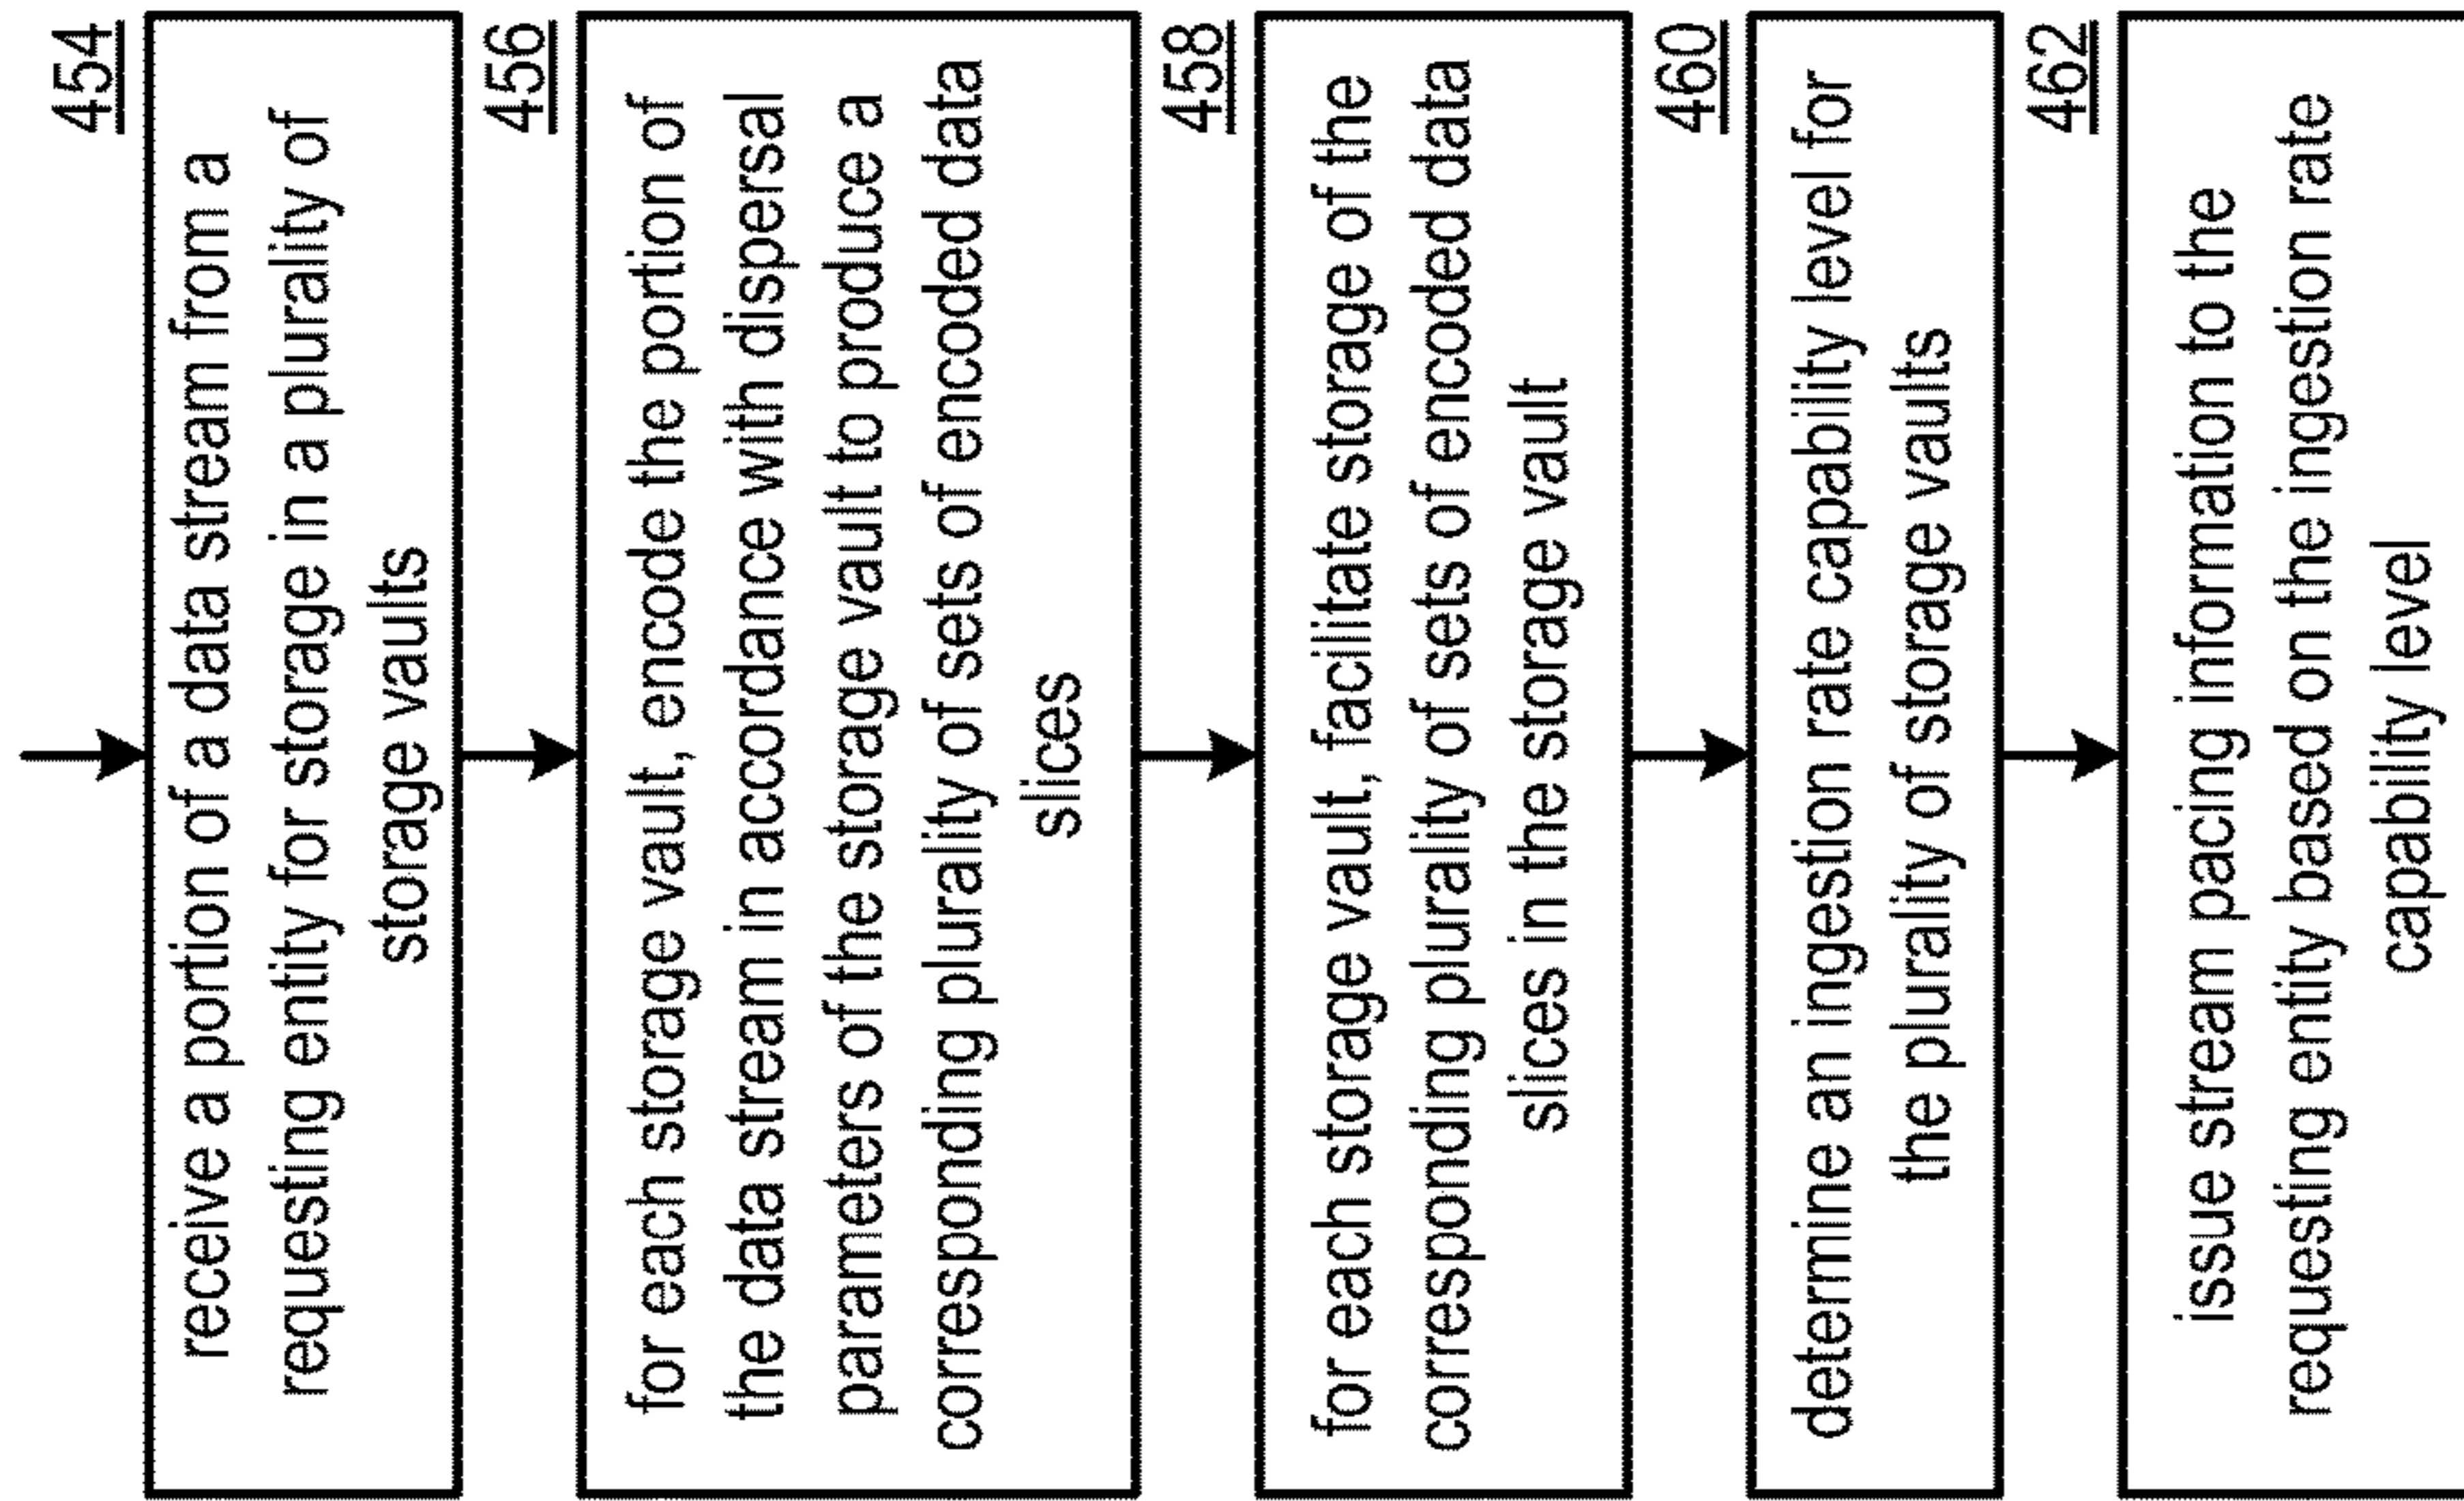 454
receive a portion of a data stream from a
requesting entity for storage in a plurality of
storage vaults
456
for each storage vault, encode the portion of
the data stream in accordance with dispersal
parameters of the storage vault to produce a
corresponding plurality of sets of encoded data
slices
458
for each storage vault, facilitate storage of the
corresponding plurality of sets of encoded data
slices in the storage vault
460
determine an ingestion rate capability level for
the plurality of storage vaults
462
issue stream pacing information to the
requesting entity based on the ingestion rate
capability level